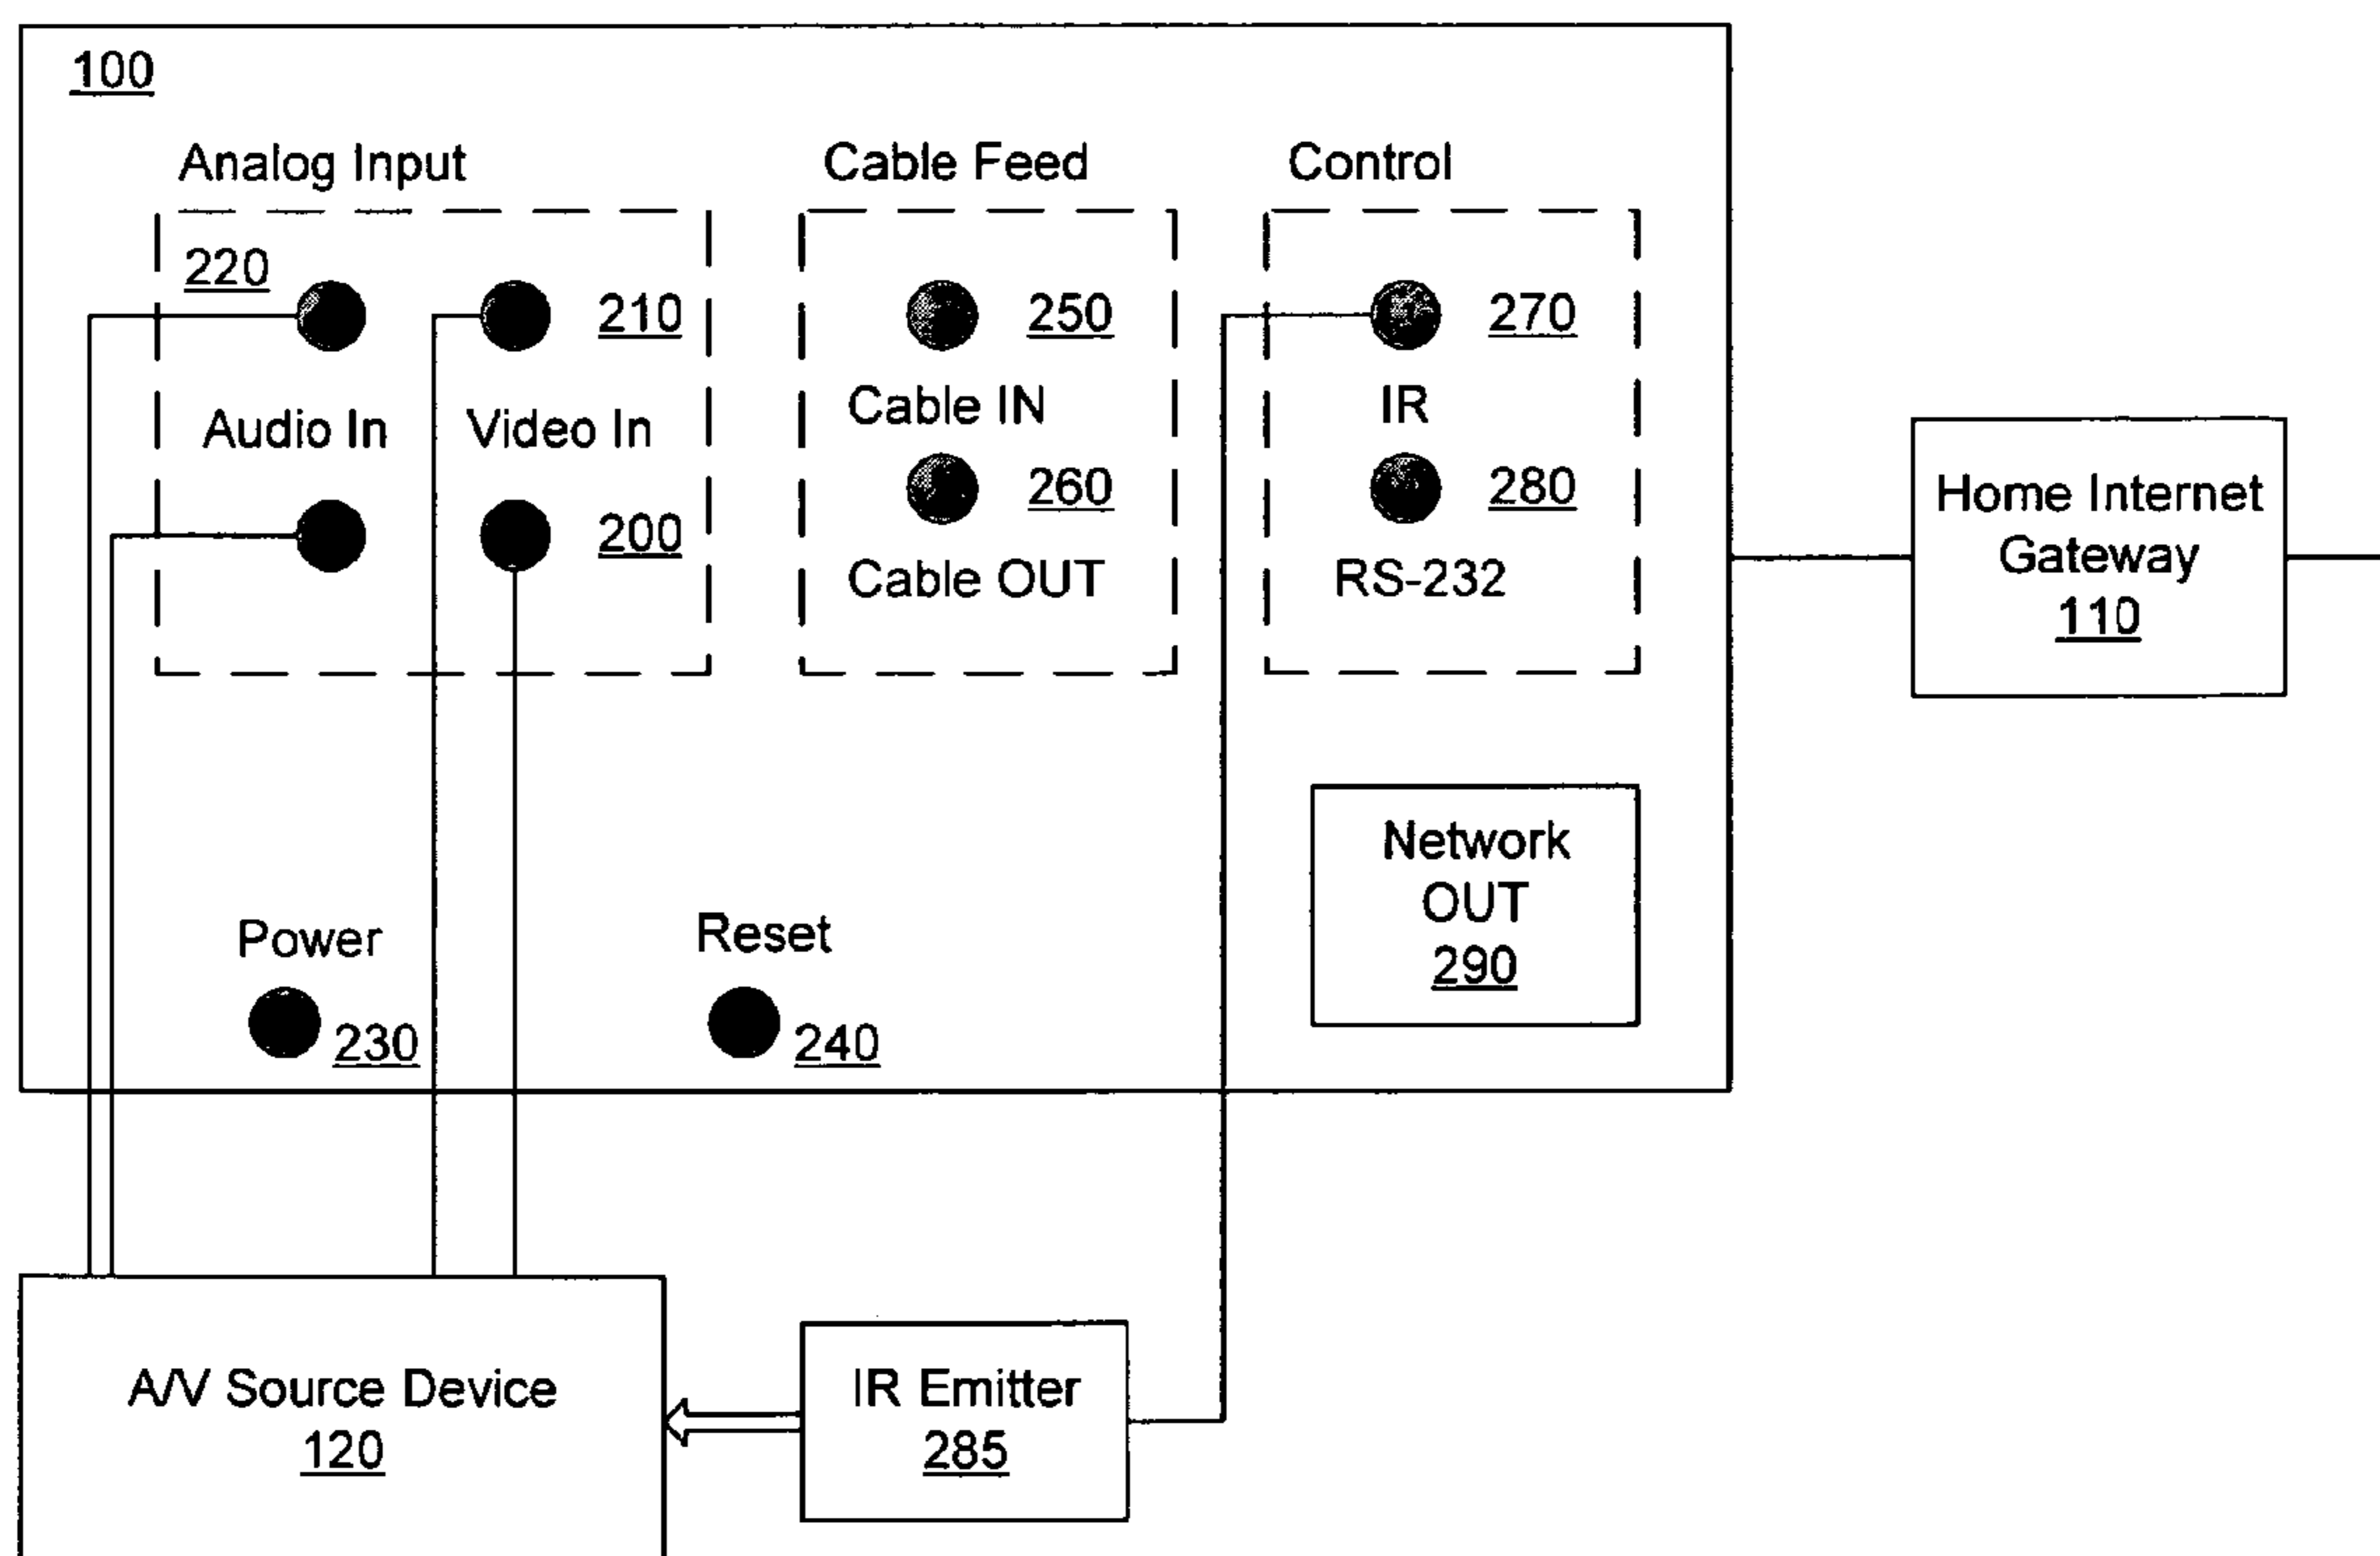 100
Analog Input
Cable Feed
Control
220
210
250
270
Audio In
Video In
Cable IN
IR
200
260
280
Cable OUT
RS-232
Home Internet
Gateway
110
Network
OUT
290
Power
Reset
230
240
A/V Source Device
120
IR Emitter
285